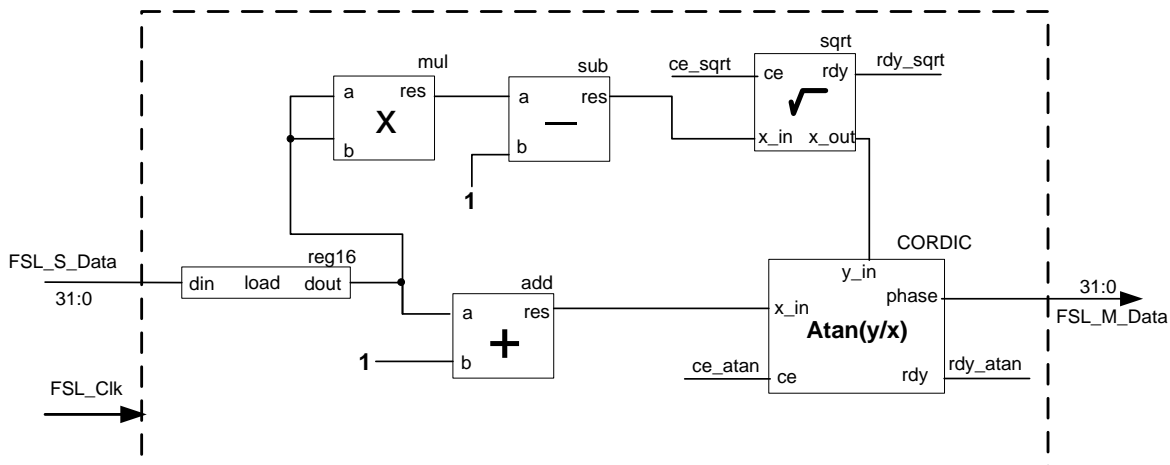 sqrt
mul
sub
ce_sqrt
ce
rdy
rdy_sqrt
a
res
X
b
a
res
—
b
√
x_in
x_out
1
CORDIC
FSL_S_Data
31:0
reg16
din
load
dout
add
a
res
+
b
1
y_in
x_in
phase
Atan(y/x)
ce_atan
ce
rdy
rdy_atan
31:0
FSL_M_Data
FSL_Clk